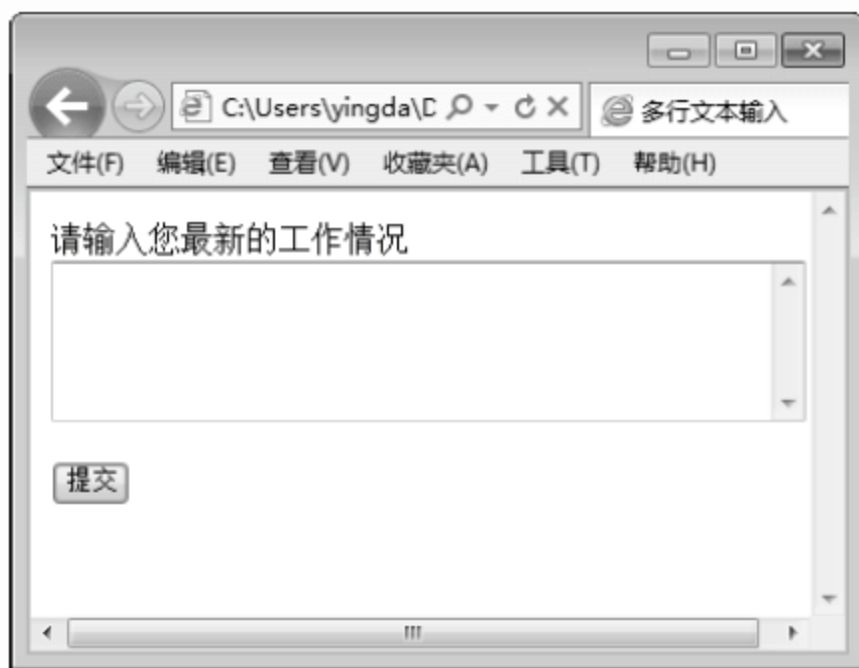 C:\Users\yingda\D
多行文本输入
文件(F) 编辑(E) 查看(V) 收藏夹(A) 工具(T) 帮助(H)
请输入您最新的工作情况
提交